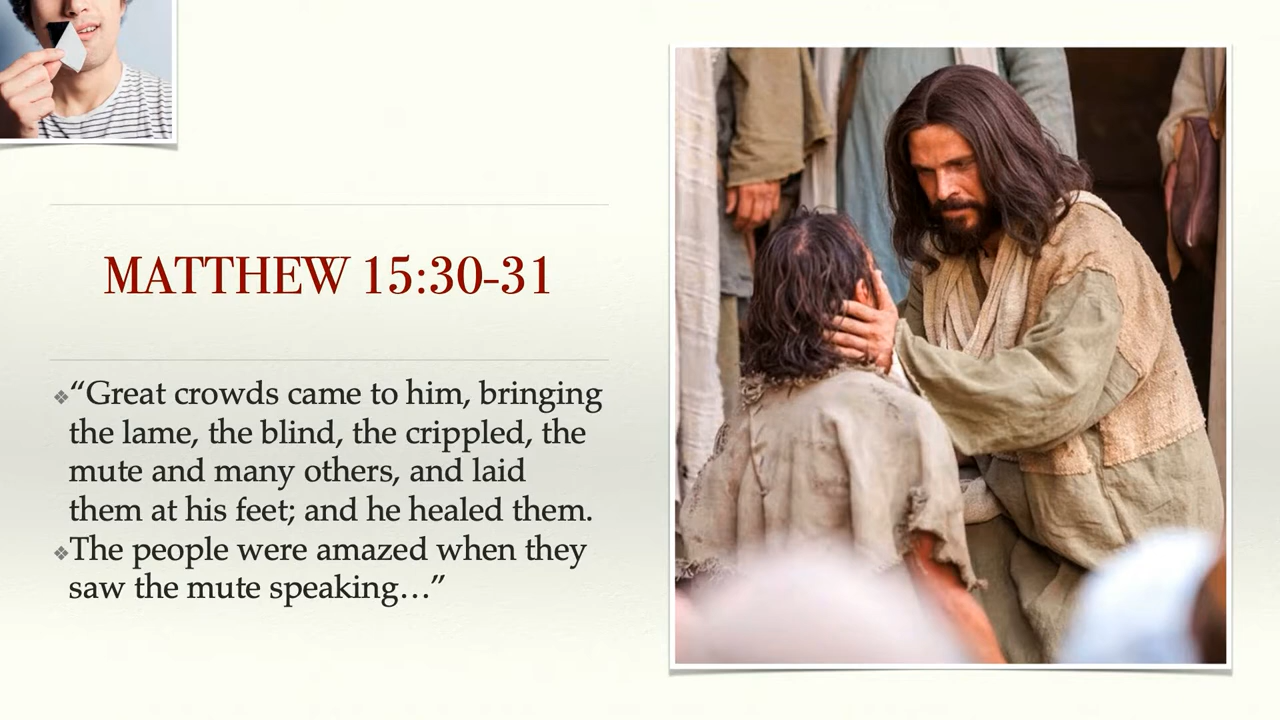 MATTHEW 15:30-31
❖“Great crowds came to him, bringing
the lame, the blind, the crippled, the
mute and many others, and laid
them at his feet; and he healed them.
❖The people were amazed when they
saw the mute speaking…”